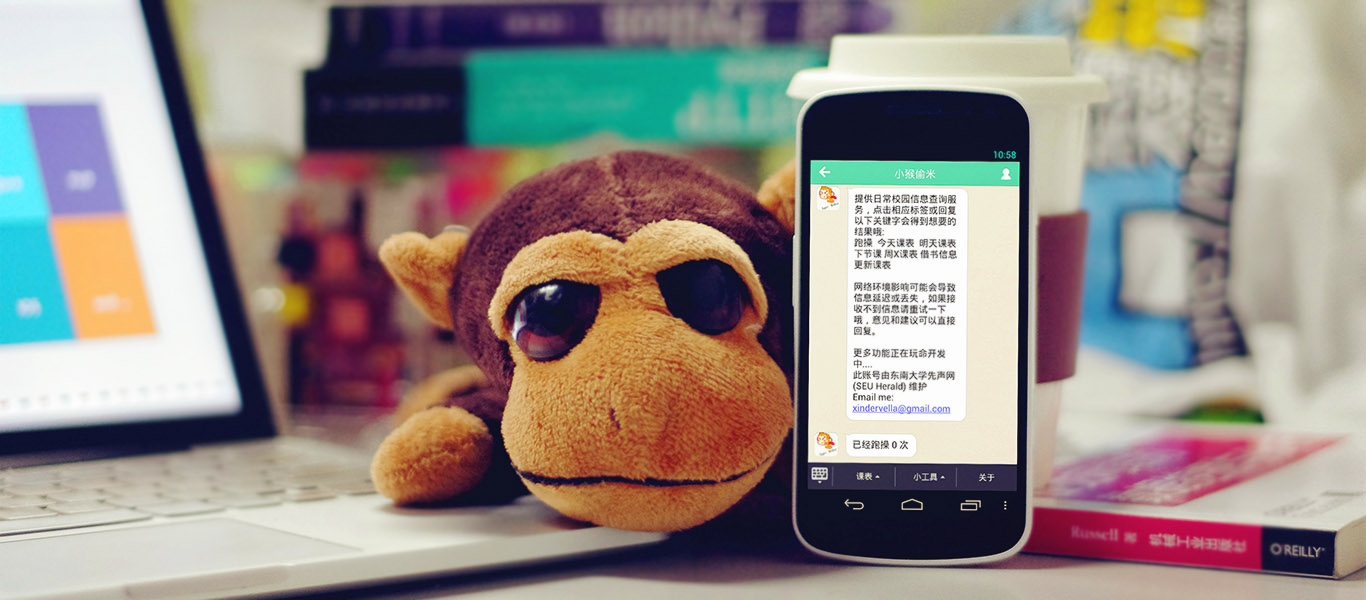 10:58
小猴偷米
提供日常校园信息查询服
务，点击相应标签或回复
以下关键字会得到想要的
结果哦:
跑操 今天课表 明天课表
下节课 周X课表 借书信息
更新课表
网络环境影响可能会导致
信息延迟或丢失，如果接
收不到信息请重试一下
哦，意见和建议可以直接
回复。
更多功能正在玩命开发
中....
此账号由东南大学先声网
(SEU Herald) 维护
Email me:
xindervella@gmail.com
已经跑操 0 次
课表 小工具 关于
Russell 著 机械工业出版社 O'REILLY